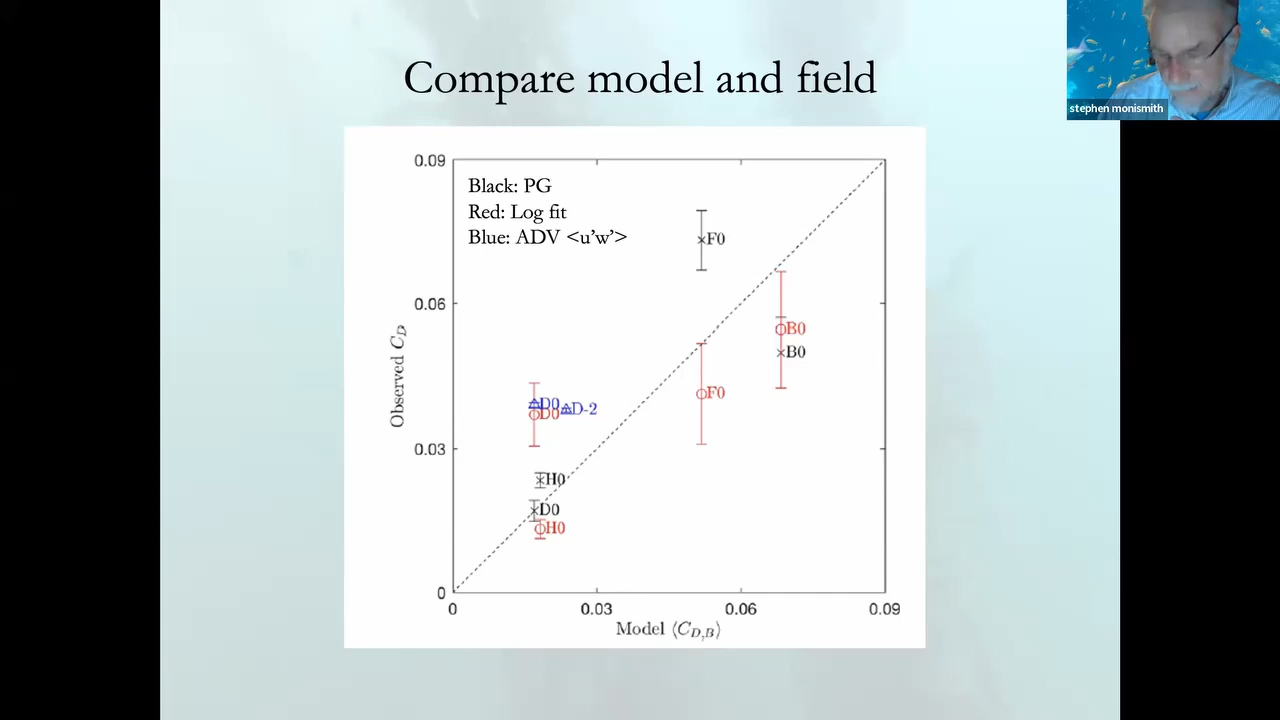 Compare model and field
stephen monismith
Black: PG
Red: Log fit
Blue: ADV <u’w’>
0.09
0.06
0.03
0
Observed C_D
F0
B0
B0
F0
D0
D-2
D0
H0
D0
H0
0
0.03
0.06
0.09
Model ⟨C_{D,B}⟩